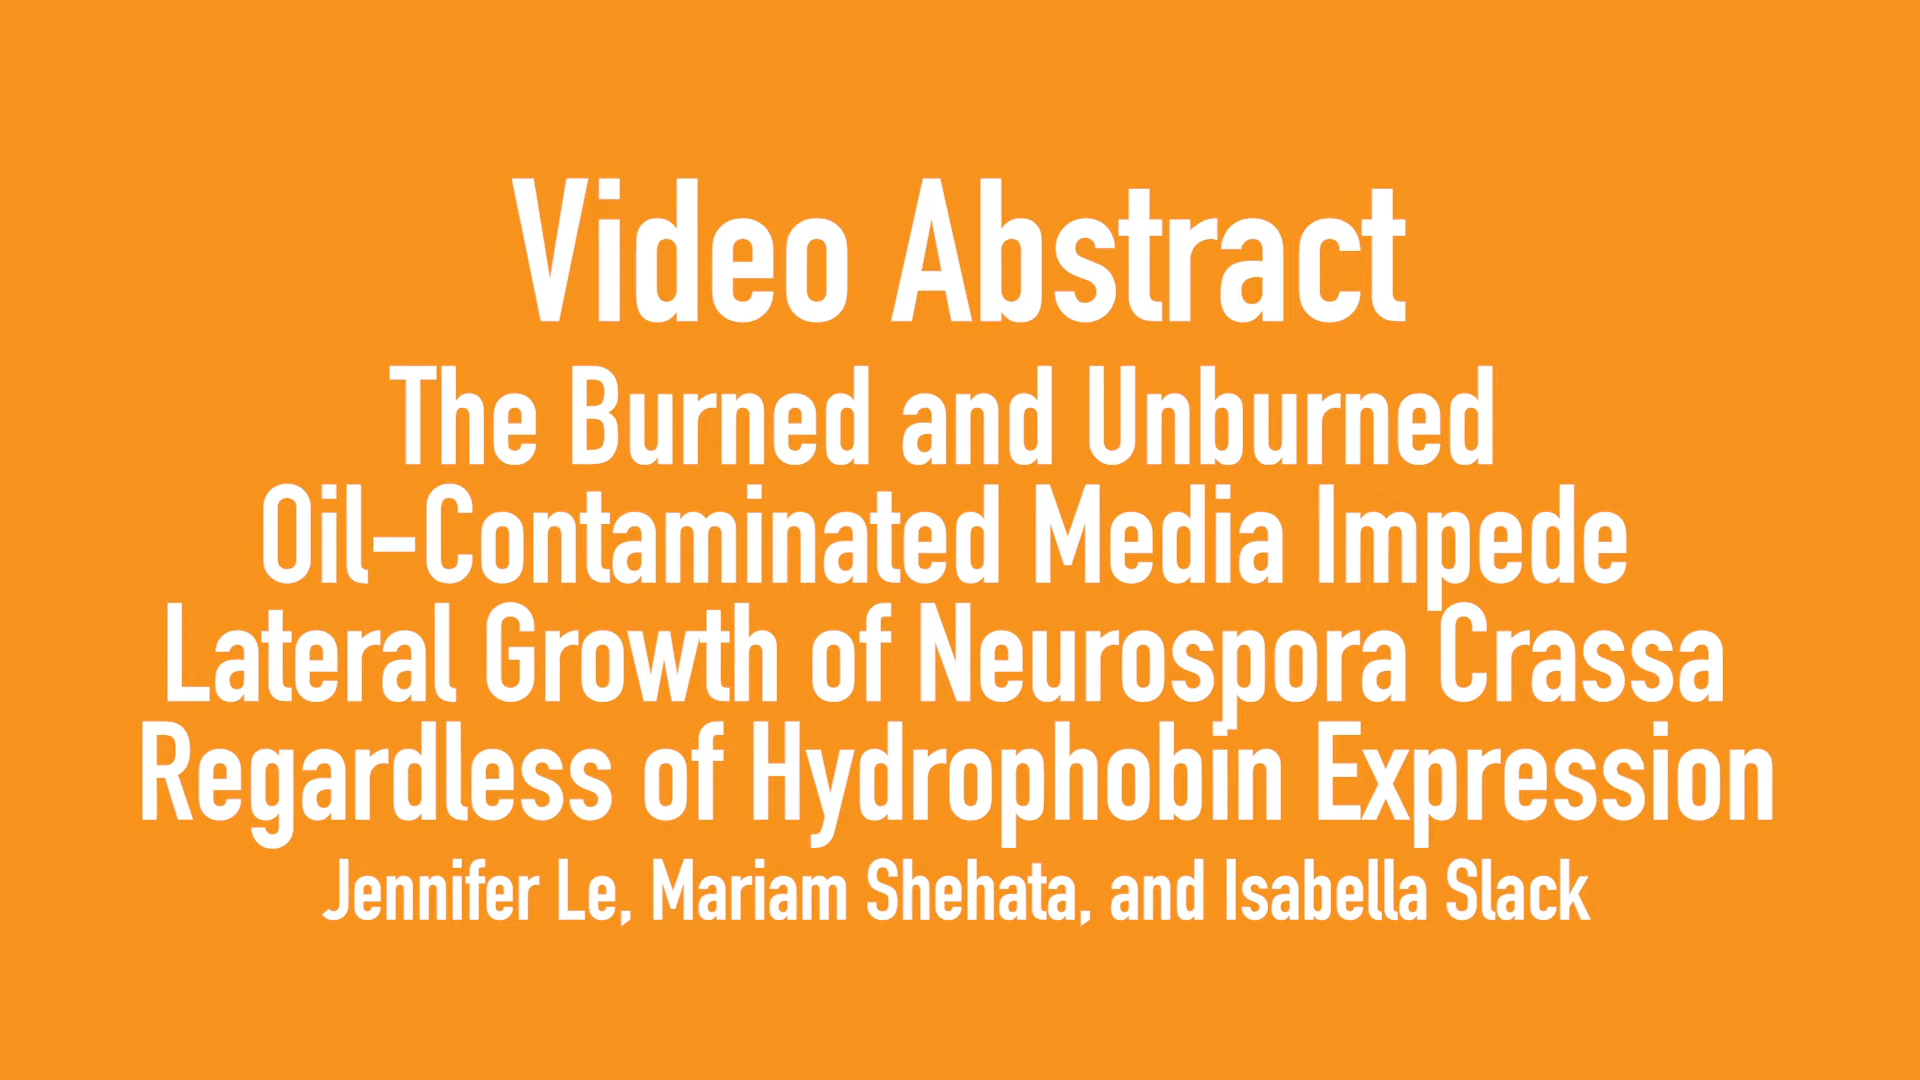 Video Abstract
The Burned and Unburned
Oil-Contaminated Media Impede
Lateral Growth of Neurospora Crassa
Regardless of Hydrophobin Expression
Jennifer Le, Mariam Shehata, and Isabella Slack